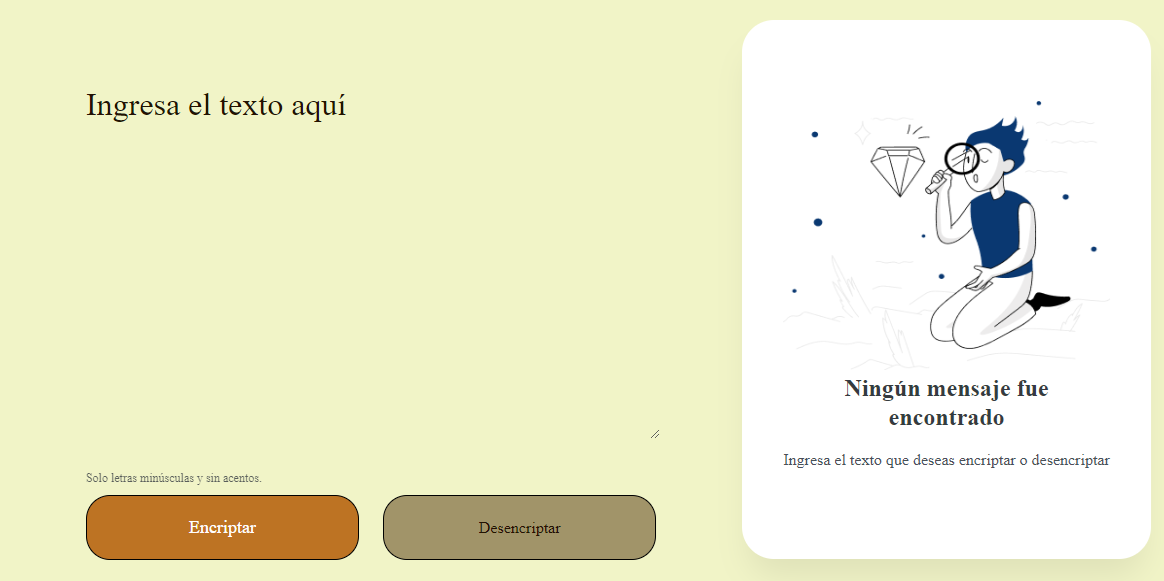 Ingresa el texto aquí
Solo letras minúsculas y sin acentos.
Encriptar
Desencriptar
Ningún mensaje fue
encontrado
Ingresa el texto que deseas encriptar o desencriptar